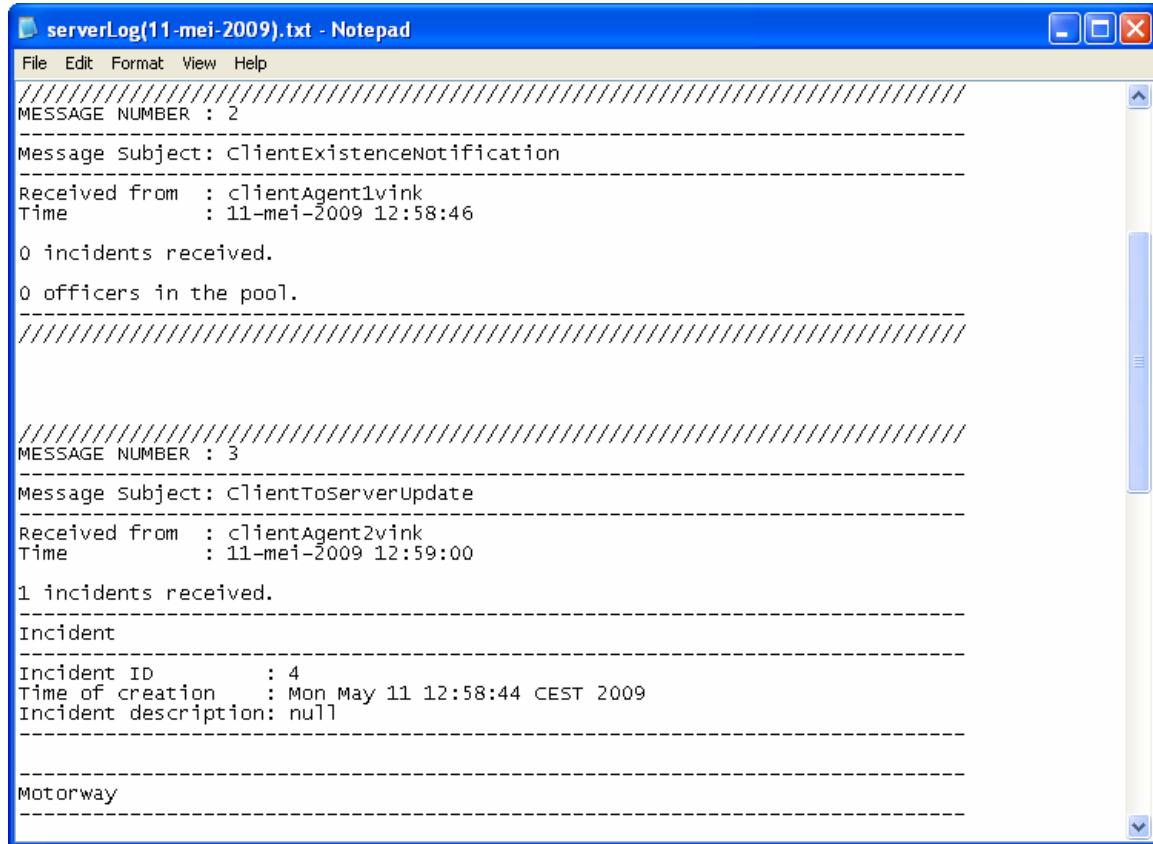 serverLog(11-mei-2009).txt - Notepad
File Edit Format View Help
////////////////////////////////////////////////////////////////////////////
MESSAGE NUMBER : 2
----------------------------------------------------------------------------
Message Subject: ClientExistenceNotification
----------------------------------------------------------------------------
Received from  : clientAgent1vink
Time           : 11-mei-2009 12:58:46
0 incidents received.
0 officers in the pool.
----------------------------------------------------------------------------
////////////////////////////////////////////////////////////////////////////
////////////////////////////////////////////////////////////////////////////
MESSAGE NUMBER : 3
----------------------------------------------------------------------------
Message Subject: ClientToServerUpdate
----------------------------------------------------------------------------
Received from  : clientAgent2vink
Time           : 11-mei-2009 12:59:00
1 incidents received.
----------------------------------------------------------------------------
Incident
----------------------------------------------------------------------------
Incident ID         : 4
Time of creation    : Mon May 11 12:58:44 CEST 2009
Incident description: null
----------------------------------------------------------------------------
----------------------------------------------------------------------------
Motorway
----------------------------------------------------------------------------